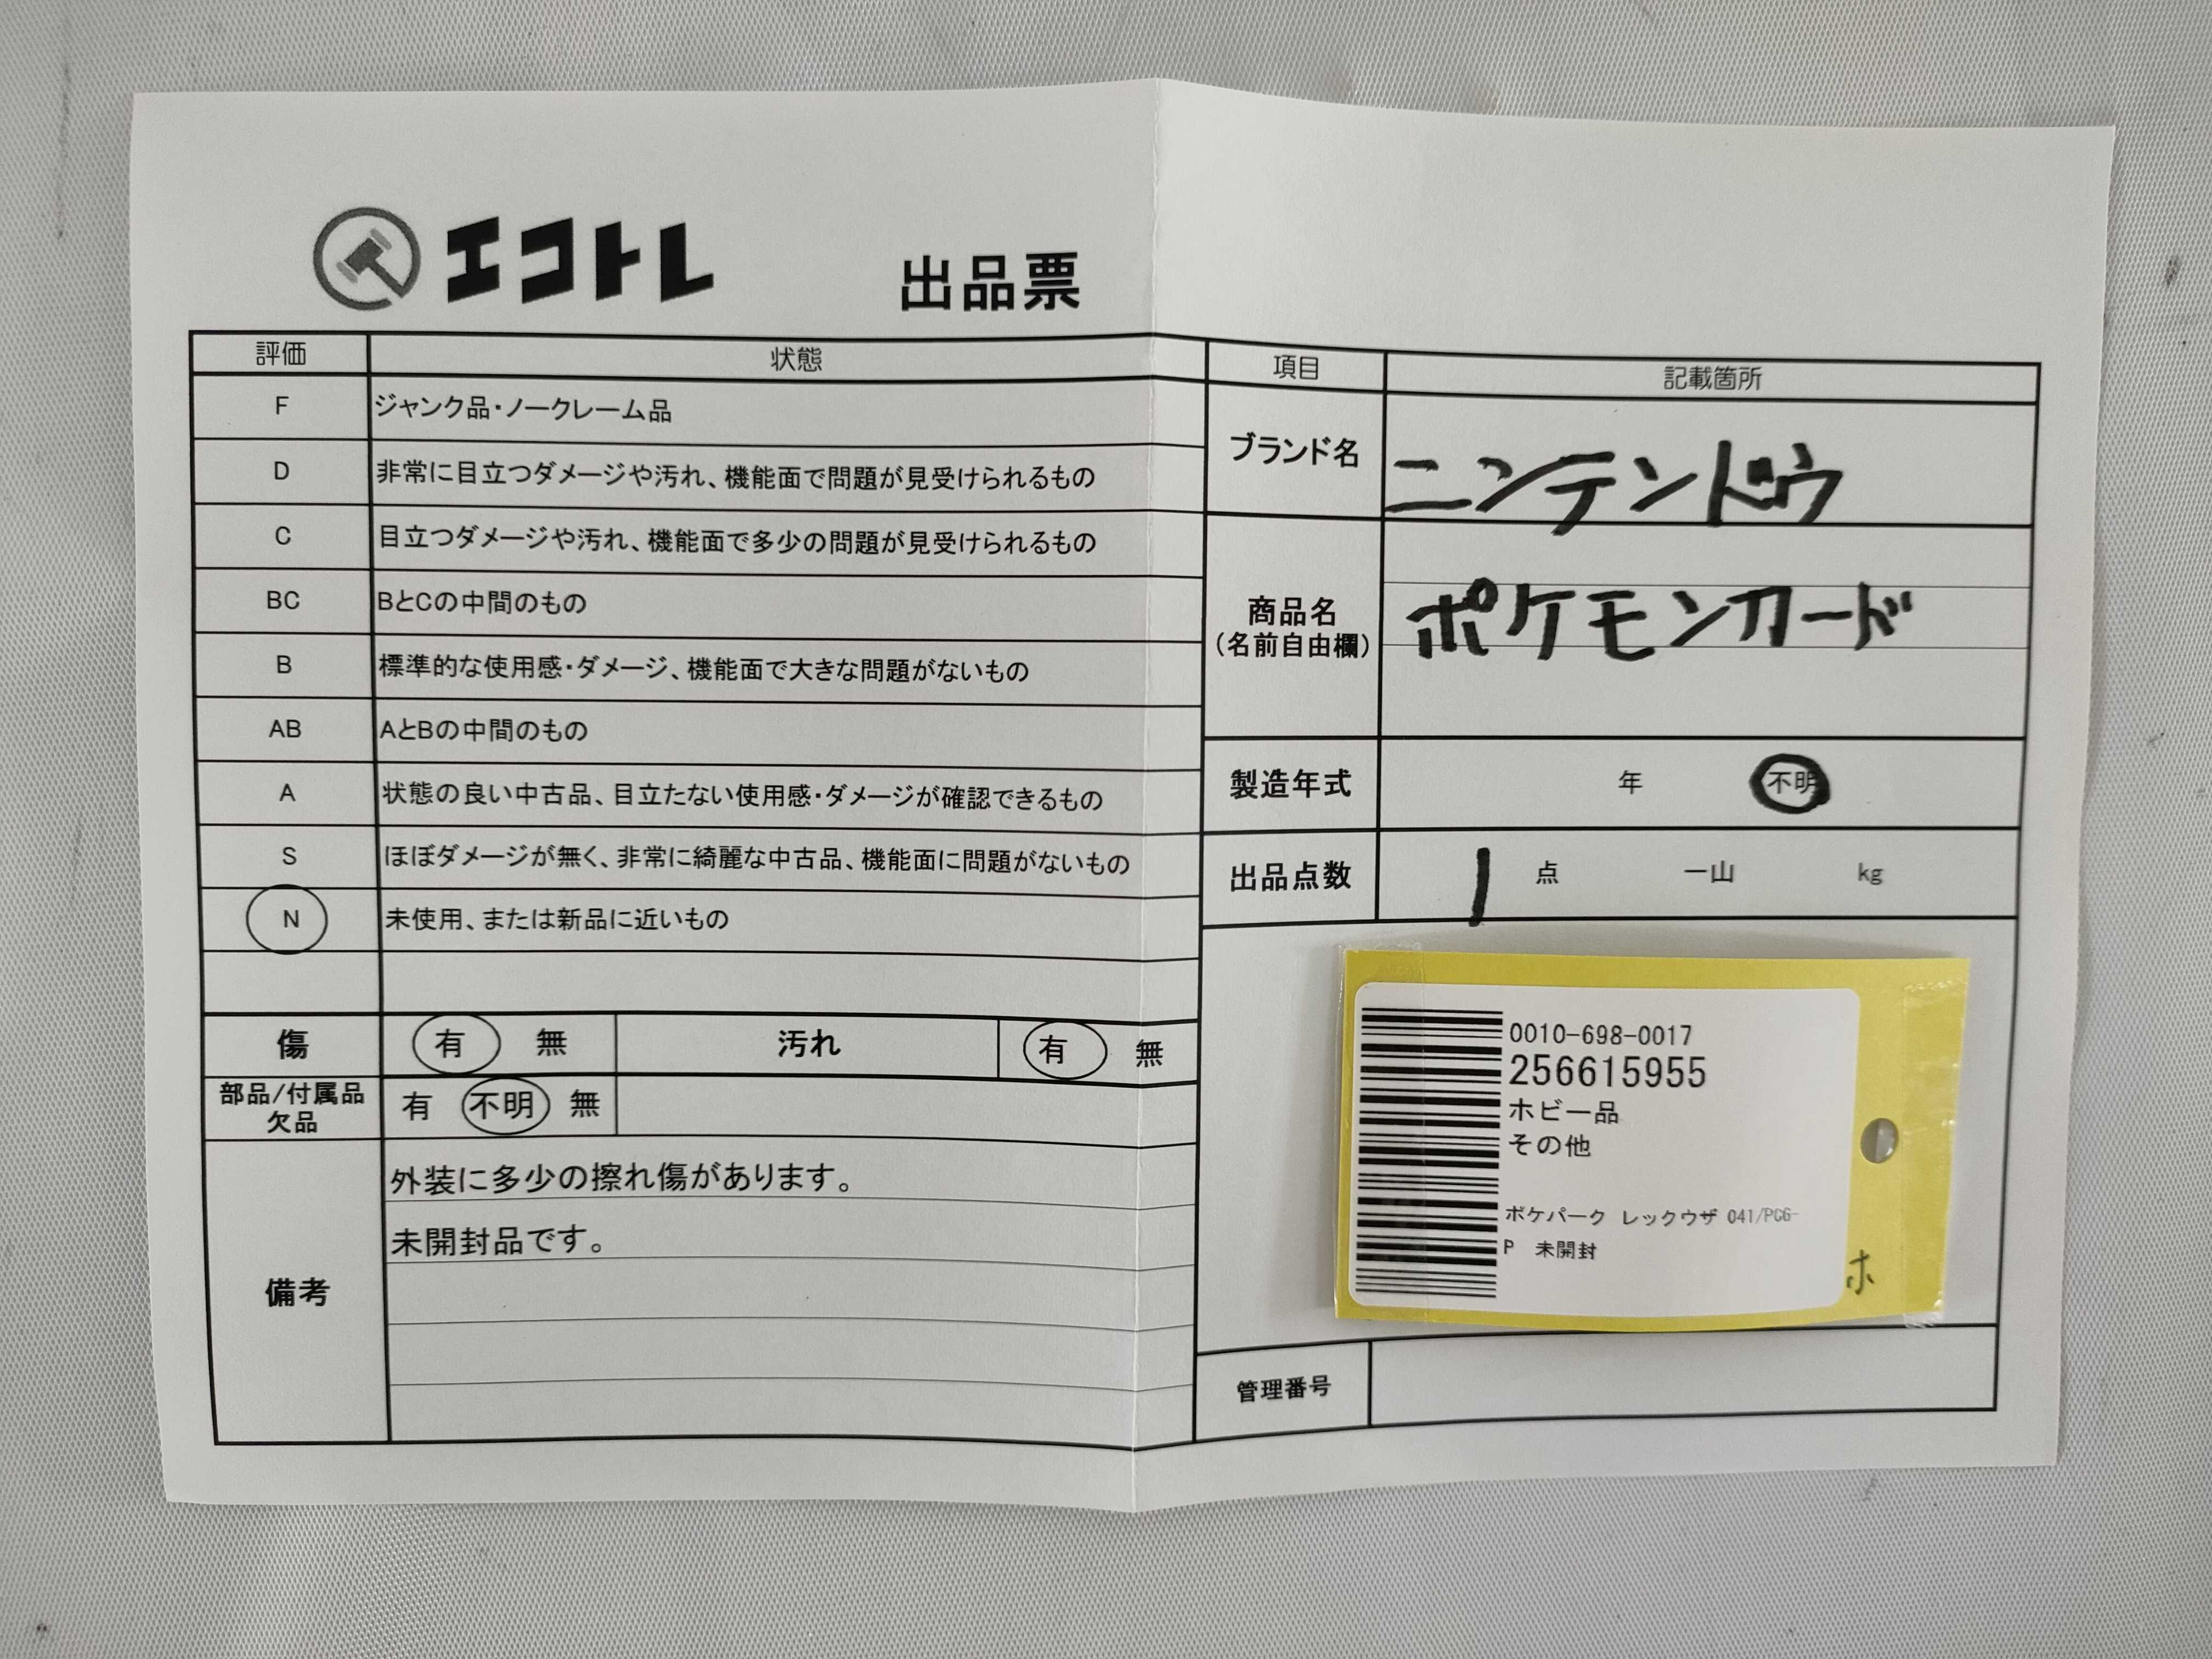 エコトレ
出品票
評価 状態
F ジャンク品・ノークレーム品
D 非常に目立つダメージや汚れ、機能面で問題が見受けられるもの
C 目立つダメージや汚れ、機能面で多少の問題が見受けられるもの
BC BとCの中間のもの
B 標準的な使用感・ダメージ、機能面で大きな問題がないもの
AB AとBの中間のもの
A 状態の良い中古品、目立たない使用感・ダメージが確認できるもの
S ほぼダメージが無く、非常に綺麗な中古品、機能面に問題がないもの
N 未使用、または新品に近いもの
傷 有 無 汚れ 有 無
部品/付属品
欠品
有 不明 無
備考
外装に多少の擦れ傷があります。
未開封品です。
項目 記載箇所
ブランド名 ニンテンドウ
商品名
(名前自由欄)
ポケモンカード
製造年式 年 不明
出品点数 1 点 一山 kg
0010-698-0017
256615955
ホビー品
その他
ポケパーク レックウザ 041/PCG-
P 未開封
ホ
管理番号